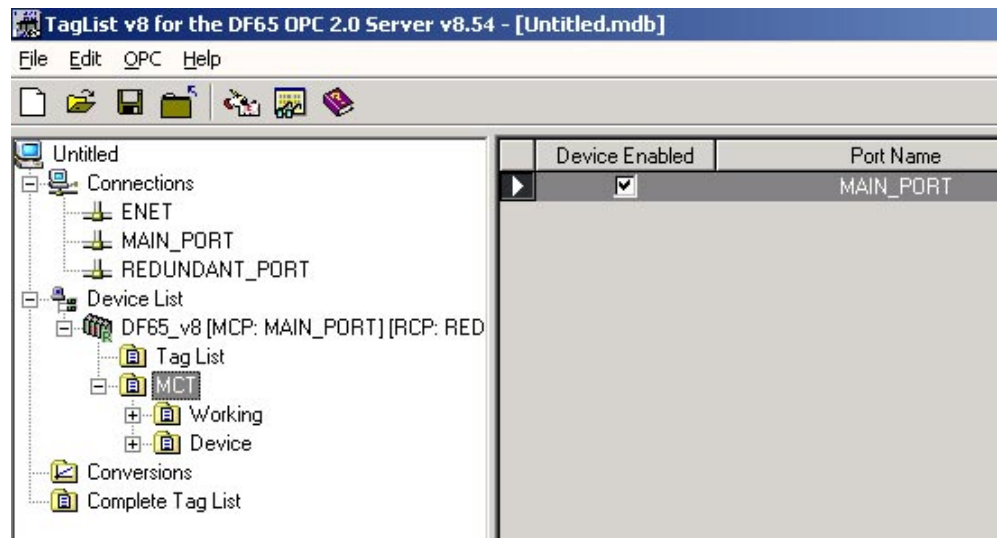 TagList v8 for the DF65 OPC 2.0 Server v8.54 - [Untitled.mdb]
File Edit OPC Help
Untitled
Connections
ENET
MAIN_PORT
REDUNDANT_PORT
Device List
DF65_v8 [MCP: MAIN_PORT] [RCP: RED
Tag List
MCT
Working
Device
Conversions
Complete Tag List
Device Enabled Port Name
MAIN_PORT